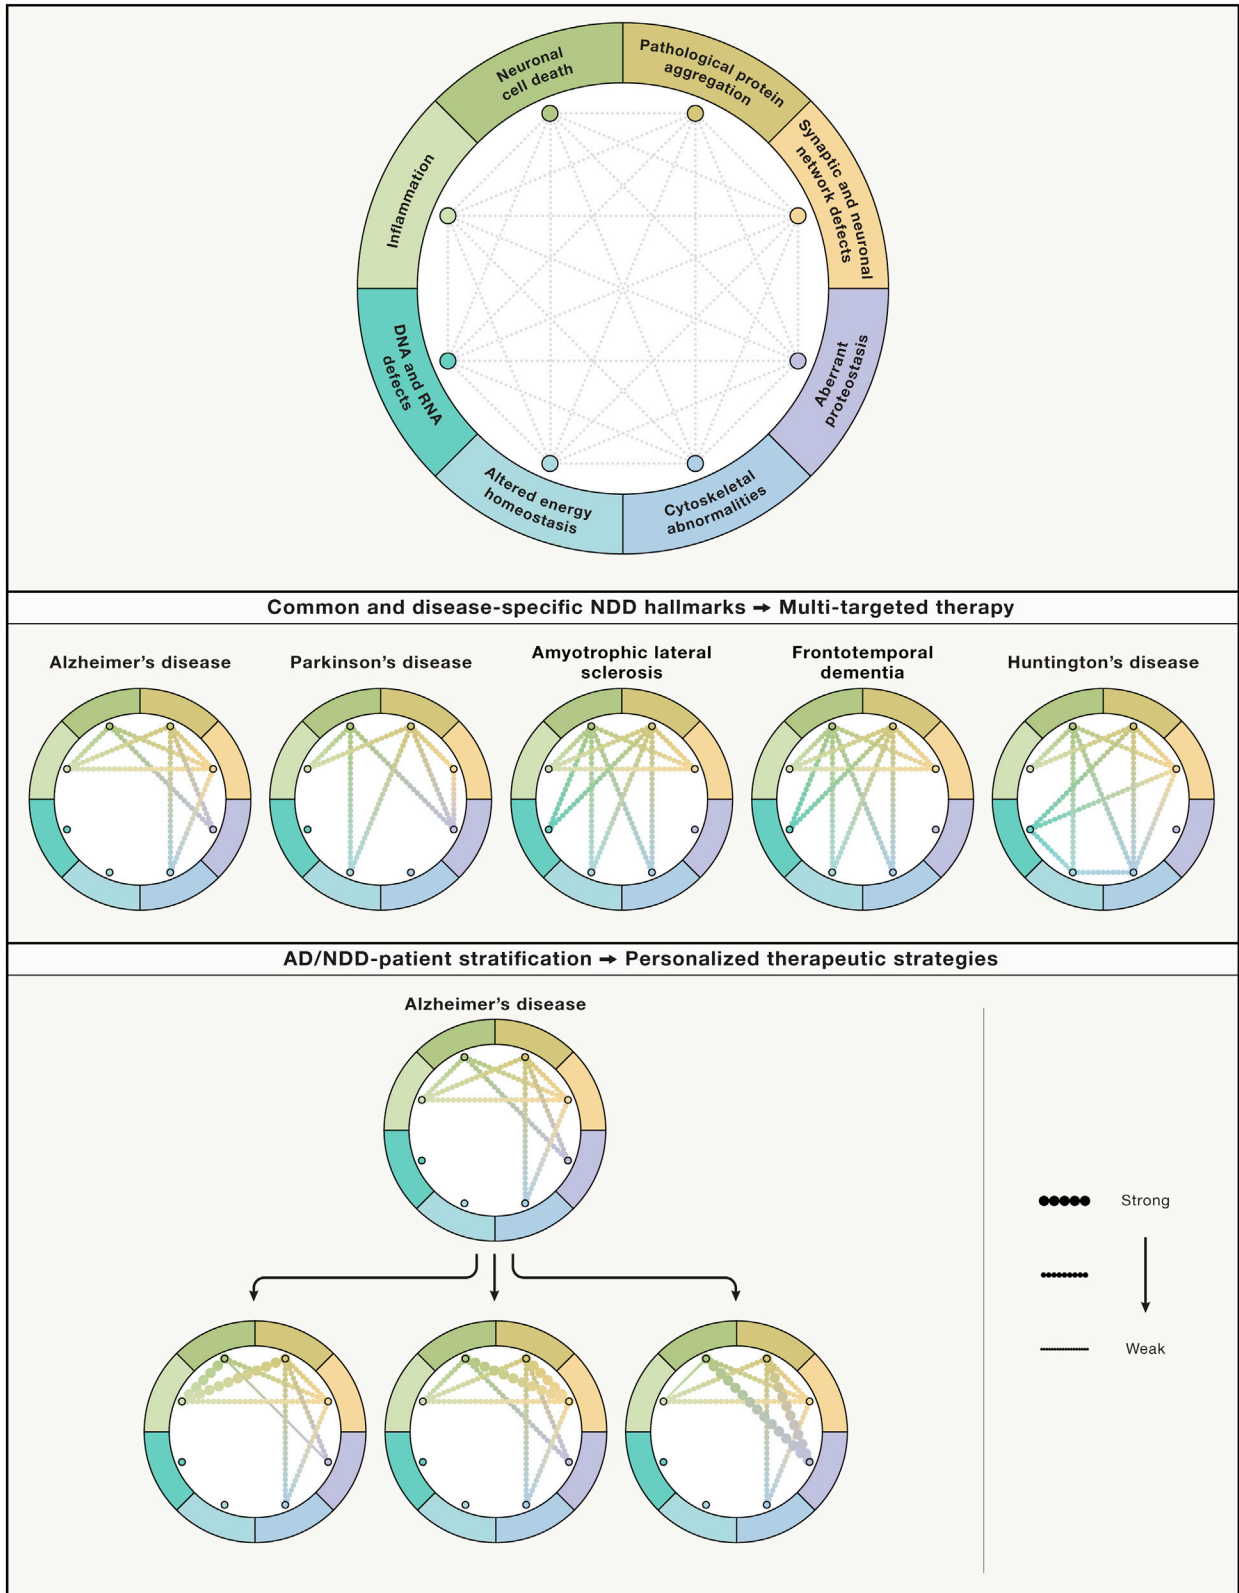 Neuronal
cell death
Pathological protein
aggregation
Synaptic and neuronal
network defects
Inflammation
DNA and RNA
defects
Aberrant
proteostasis
Altered energy
homeostasis
Cytoskeletal
abnormalities
Common and disease-specific NDD hallmarks → Multi-targeted therapy
Alzheimer’s disease
Parkinson’s disease
Amyotrophic lateral
sclerosis
Frontotemporal
dementia
Huntington’s disease
AD/NDD-patient stratification → Personalized therapeutic strategies
Alzheimer’s disease
Strong
Weak